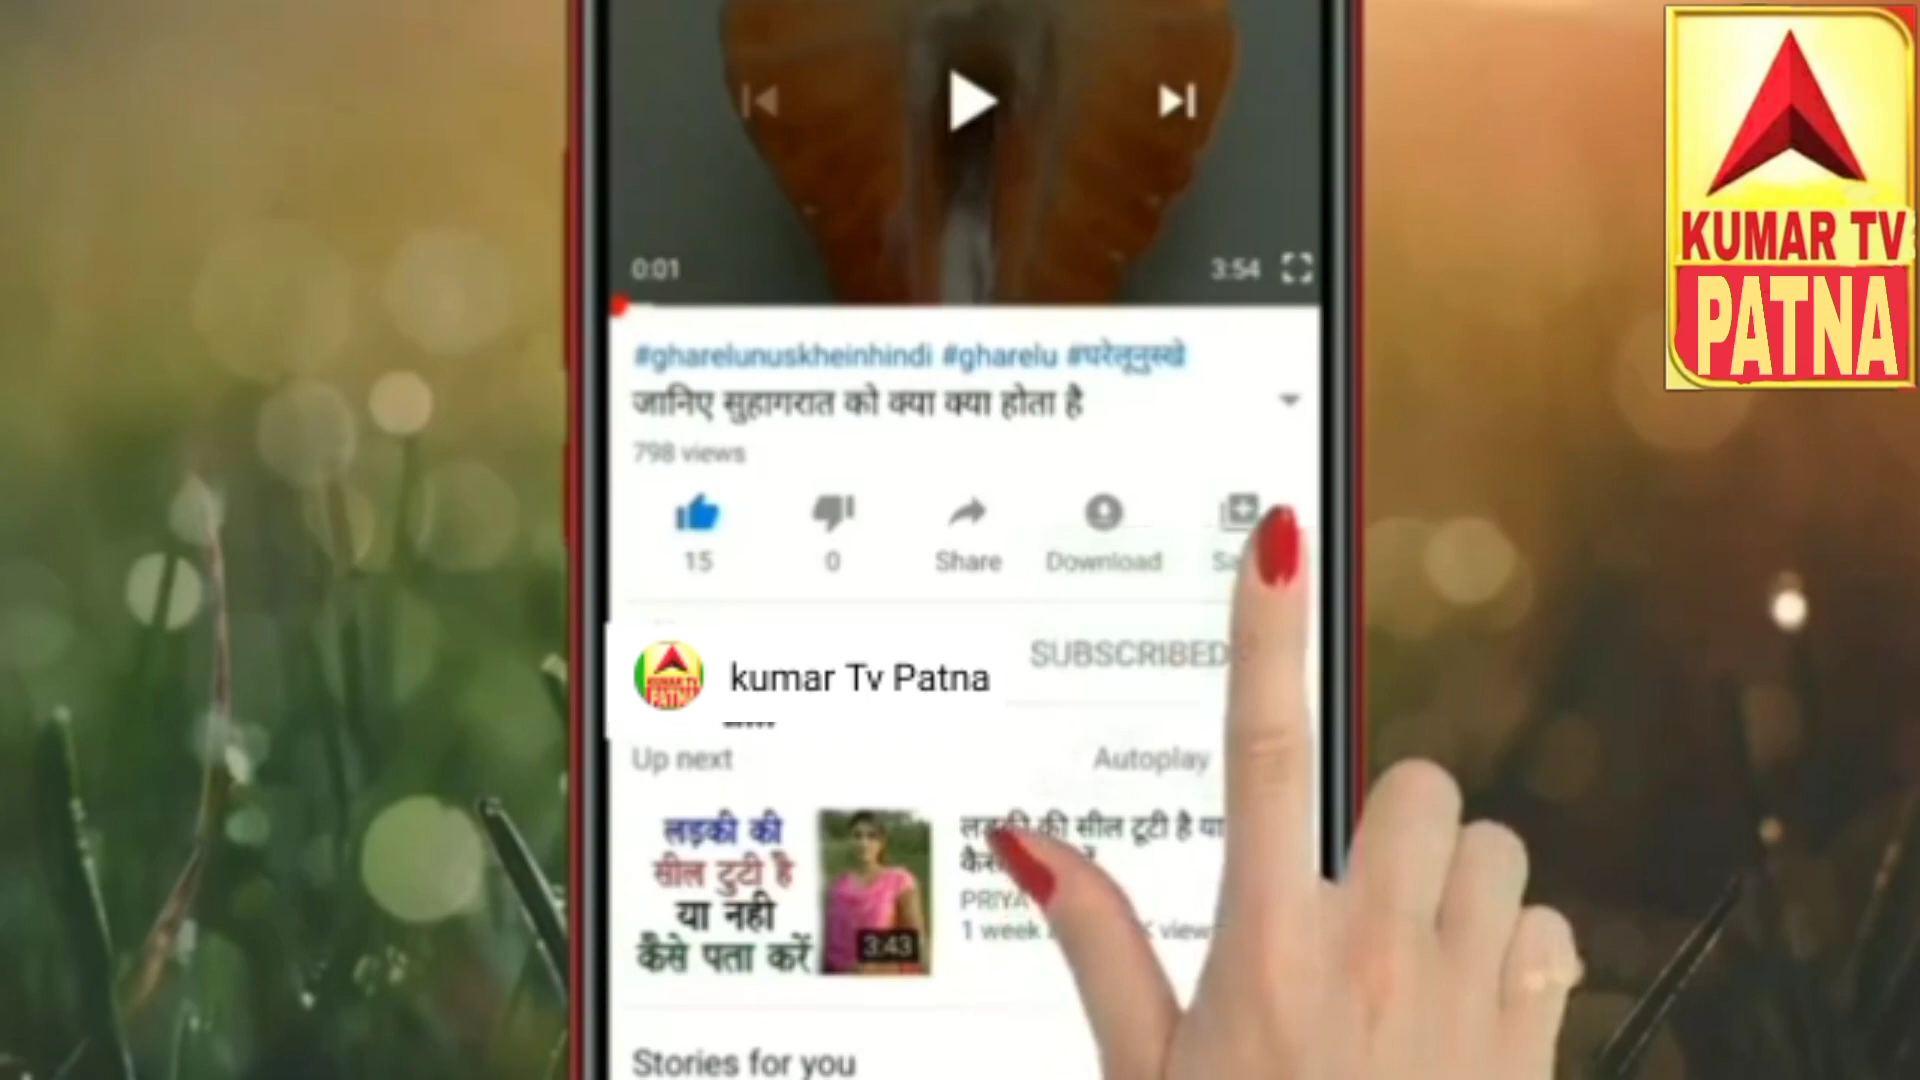 KUMAR TV
PATNA
0:01
3:54
#gharelunuskheinhindi #gharelu #घरेलूनुस्खे
जानिए सुहागरात को क्या क्या होता है
798 views
15
0
Share
Download
SUBSCRIBED
kumar Tv Patna
Up next
Autoplay
लड़की की
सील टुटी है
या नही
कैसे पता करें
3:43
की सील टूटी है या
PRIYA
1 week
views
Stories for you